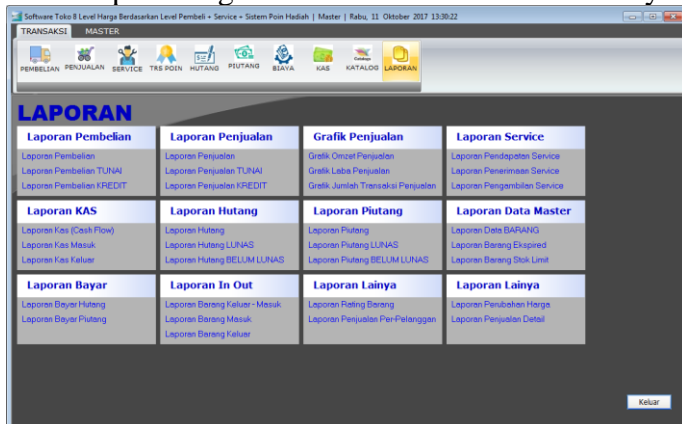 Software Toko 8 Level Harga Berdasarkan Level Pembeli + Service + Sistem Poin Hadiah | Master | Rabu, 11 Oktober 2017 13:30:22
TRANSAKSI MASTER
PEMBELIAN PENJUALAN SERVICE TRS POIN HUTANG PIUTANG BIAYA KAS KATALOG LAPORAN
LAPORAN
Laporan Pembelian Laporan Penjualan Grafik Penjualan Laporan Service
Laporan Pembelian Laporan Penjualan Grafik Omzet Penjualan Laporan Pendapatan Service
Laporan Pembelian TUNAI Laporan Penjualan TUNAI Grafik Laba Penjualan Laporan Penerimaan Service
Laporan Pembelian KREDIT Laporan Penjualan KREDIT Grafik Jumlah Transaksi Penjualan Laporan Pengambilan Service
Laporan KAS Laporan Hutang Laporan Piutang Laporan Data Master
Laporan Kas (Cash Flow) Laporan Hutang Laporan Piutang Laporan Data BARANG
Laporan Kas Masuk Laporan Hutang LUNAS Laporan Piutang LUNAS Laporan Barang Ekspired
Laporan Kas Keluar Laporan Hutang BELUM LUNAS Laporan Piutang BELUM LUNAS Laporan Barang Stok Limit
Laporan Bayar Laporan In Out Laporan Lainya Laporan Lainya
Laporan Bayar Hutang Laporan Barang Keluar - Masuk Laporan Rating Barang Laporan Perubahan Harga
Laporan Bayar Piutang Laporan Barang Masuk Laporan Penjualan Per-Pelanggan Laporan Penjualan Detail
Laporan Barang Keluar
Keluar